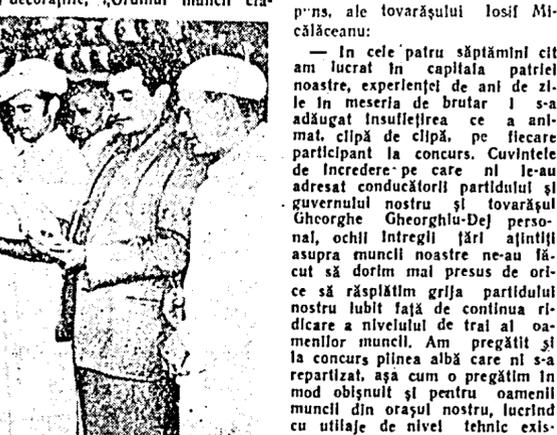 decorațiile, „Drumul muncii
puns, ale tovarășului Iosif Mi-
călăceanu:
— In cele patru săptămîni cît
am lucrat în capitala patriei
noastre, experienței de ani de zi-
le în meseria de brutar i s-a
adăugat însuflețirea ce a ani-
mat, clipă de clipă, pe fiecare
participant la concurs. Cuvintele
de încredere pe care ni le-au
adresat conducătorii partidului și
guvernului nostru și tovarășul
Gheorghe Gheorghiu-Dej perso-
nal, ochii întregii țări ațintiți
asupra muncii noastre ne-au fă-
cut să dorim mai presus de ori-
ce să răsplătim grija partidului
nostru iubit față de continua ri-
dicare a nivelului de trai al oa-
menilor muncii. Am pregătit și
la concurs pîinea albă care ni s-a
repartizat, așa cum o pregătim în
mod obișnuit și pentru oamenii
muncii din orașul nostru, lucrînd
cu utilaje de nivel tehnic exis-